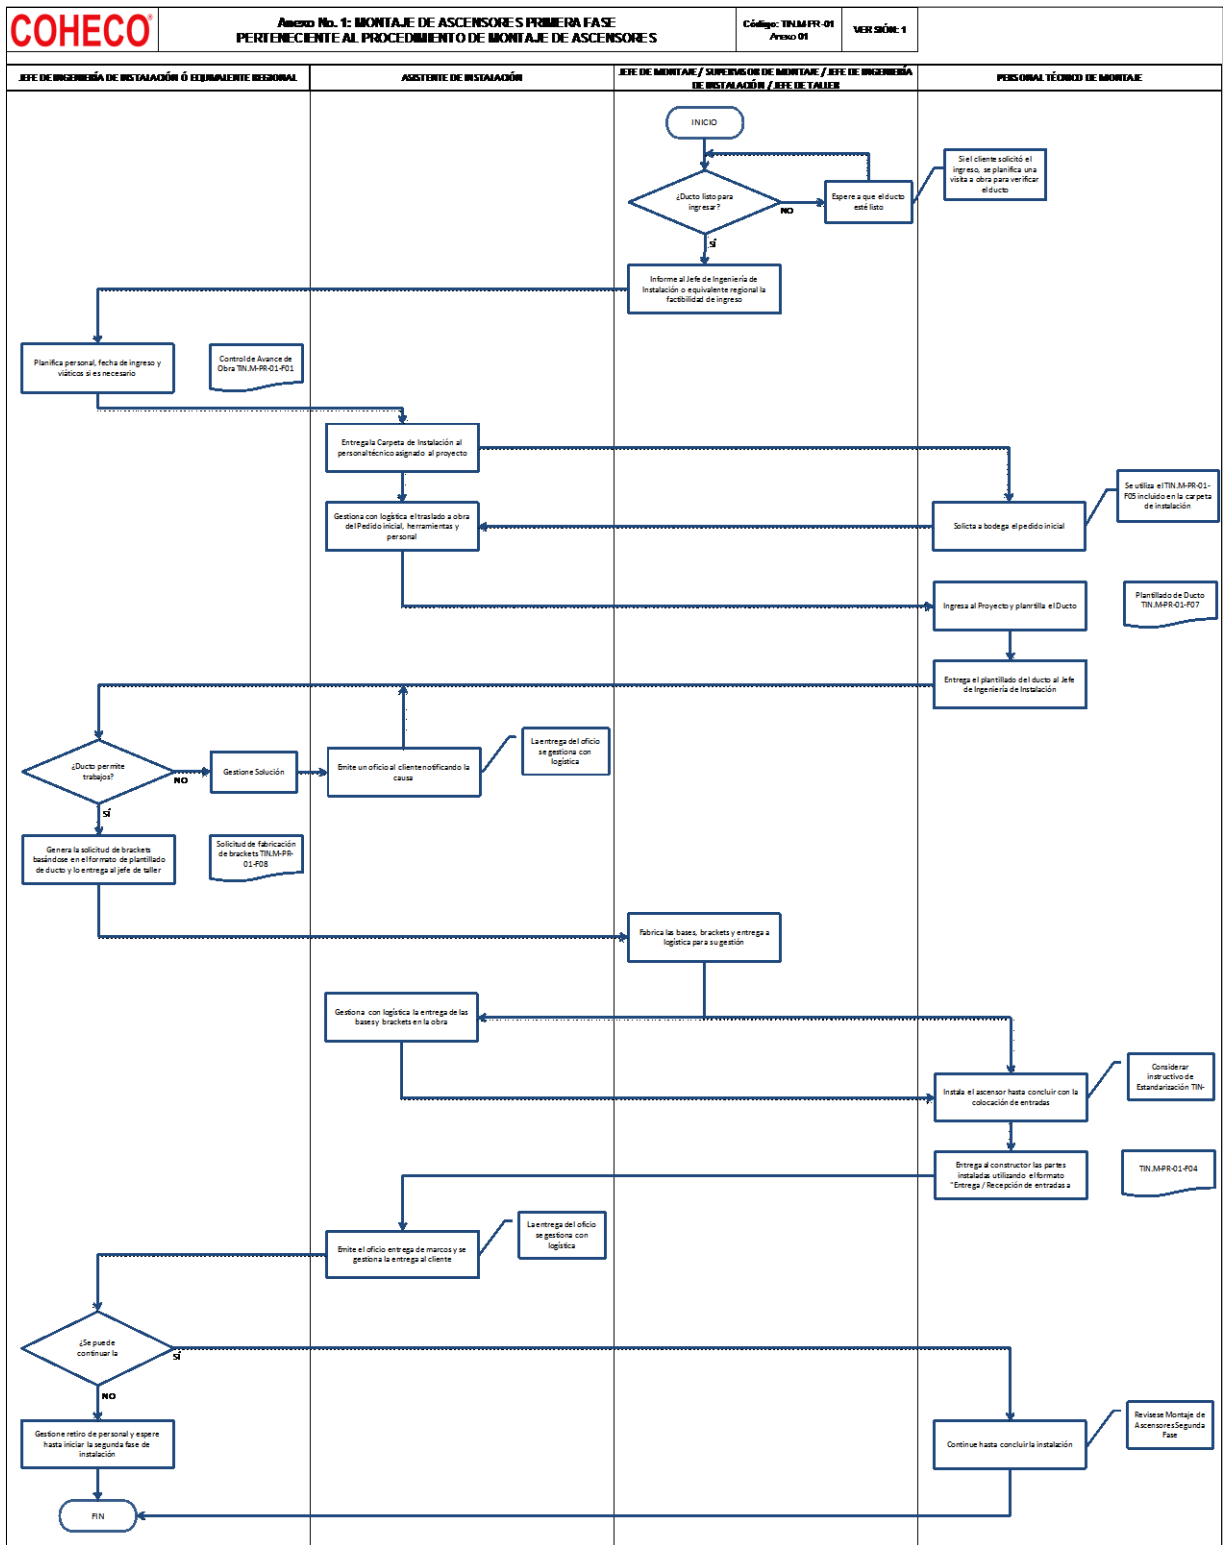 COHECO
Anexo No. 1: MONTAJE DE ASCENSORES PRIMERA FASE
PERTENECIENTE AL PROCEDIMIENTO DE MONTAJE DE ASCENSORES
Código: TIN.M-PR-01
Anexo 01
VERSIÓN: 1
JEFE DE INGENIERÍA DE INSTALACIÓN Ó EQUIVALENTE REGIONAL
ASISTENTE DE INSTALACIÓN
JEFE DE MONTAJE / SUPERVISOR DE MONTAJE / JEFE DE INGENIERÍA
DE INSTALACIÓN / JEFE DE TALLER
PERSONAL TÉCNICO DE MONTAJE
INICIO
¿Ducto listo para
ingresar?
NO
Espere a que el ducto
esté listo
Si el cliente solicitó el
ingreso, se planifica una
visita a obra para verificar
el ducto
SÍ
Informe al Jefe de Ingeniería de
Instalación o equivalente regional la
factibilidad de ingreso
Planifica personal, fecha de ingreso y
viáticos si es necesario
Control de Avance de
Obra TIN.M-PR-01-F01
Entrega la Carpeta de Instalación al
personal técnico asignado al proyecto
Gestiona con logística el traslado a obra
del Pedido inicial, herramientas y
personal
Solicta a bodega el pedido inicial
Se utiliza el TIN.M-PR-01-
F05 incluido en la carpeta
de instalación
Ingresa al Proyecto y planrtilla el Ducto
Plantillado de Ducto
TIN.M-PR-01-F07
Entrega el plantillado del ducto al Jefe
de Ingeniería de Instalación
¿Ducto permite
trabajos?
NO
Gestione Solución
Emite un oficio al cliente notificando la
causa
La entrega del oficio
se gestiona con
logística
SÍ
Genera la solicitud de brackets
basándose en el formato de plantillado
de ducto y lo entrega al jefe de taller
Solicitud de fabricación
de brackets TIN.M-PR-
01-F08
Fabrica las bases, brackets y entrega a
logística para su gestión
Gestiona con logística la entrega de las
bases y brackets en la obra
Instala el ascensor hasta concluir con la
colocación de entradas
Considerar
instructivo de
Estandarización TIN-
Entrega al constructor las partes
instaladas utilizando el formato
"Entrega / Recepción de entradas a
TIN.M-PR-01-F04
Emite el oficio entrega de marcos y se
gestiona la entrega al cliente
La entrega del oficio
se gestiona con
logística
¿Se puede
continuar la
SÍ
NO
Gestione retiro de personal y espere
hasta iniciar la segunda fase de
instalación
Continue hasta concluir la instalación
Revisese Montaje de
Ascensores Segunda
Fase
FIN